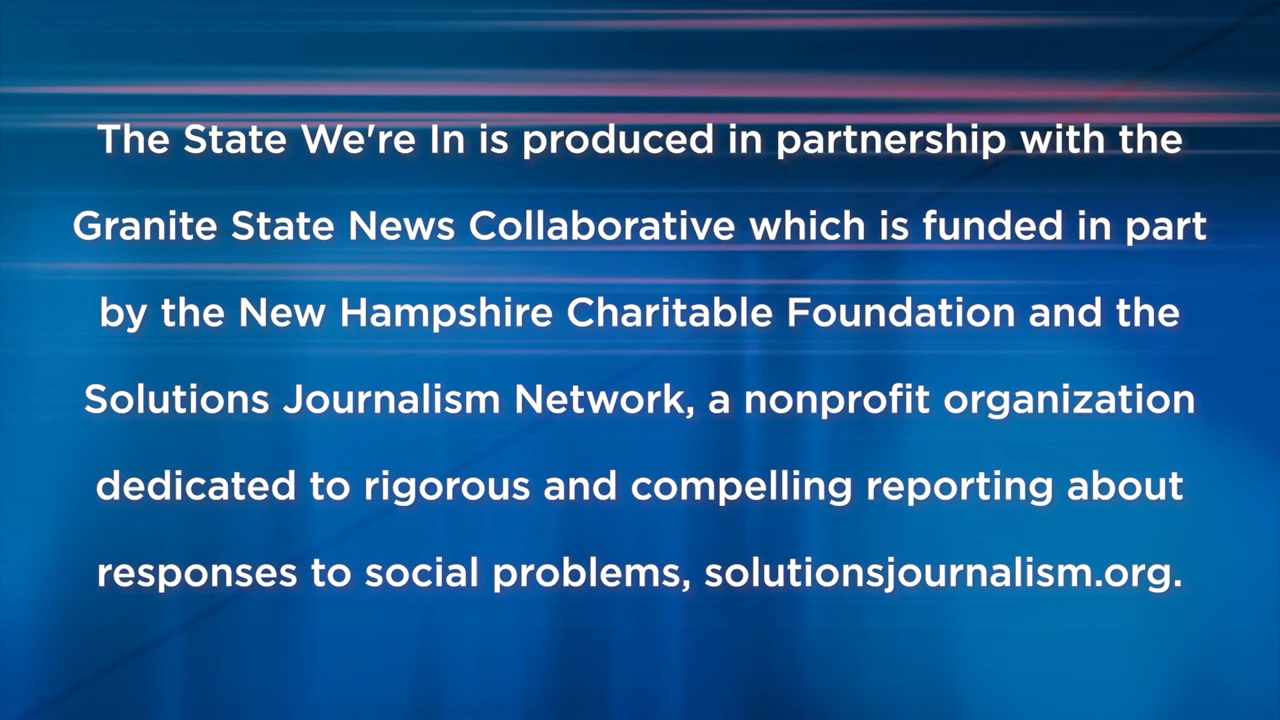 The State We're In is produced in partnership with the
Granite State News Collaborative which is funded in part
by the New Hampshire Charitable Foundation and the
Solutions Journalism Network, a nonprofit organization
dedicated to rigorous and compelling reporting about
responses to social problems, solutionsjournalism.org.